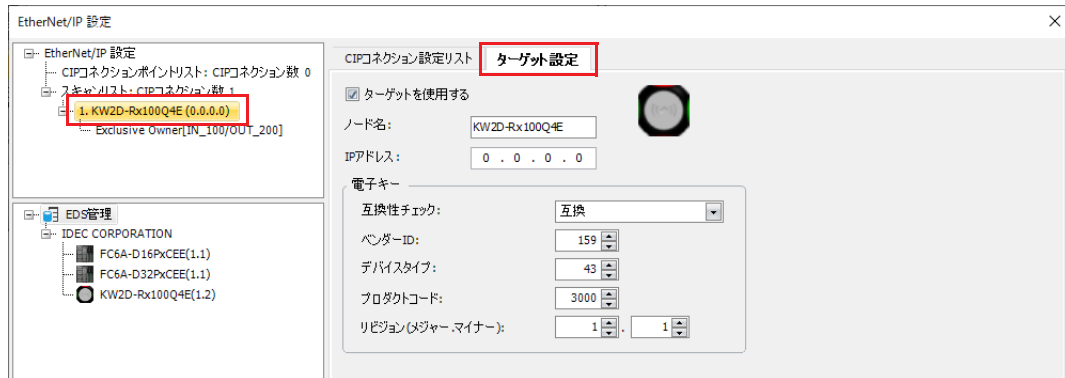 EtherNet/IP 設定
EtherNet/IP 設定
CIPコネクションポイントリスト: CIPコネクション数 0
スキャンリスト: CIPコネクション数 1
1. KW2D-Rx100Q4E (0.0.0.0)
Exclusive Owner[IN_100/OUT_200]
EDS管理
IDEC CORPORATION
FC6A-D16PxCEE(1.1)
FC6A-D32PxCEE(1.1)
KW2D-Rx100Q4E(1.2)
CIPコネクション設定リスト
ターゲット設定
ターゲットを使用する
ノード名: KW2D-Rx100Q4E
IPアドレス: 0 . 0 . 0 . 0
電子キー
互換性チェック: 互換
ベンダーID: 159
デバイスタイプ: 43
プロダクトコード: 3000
リビジョン(メジャー.マイナー): 1 . 1